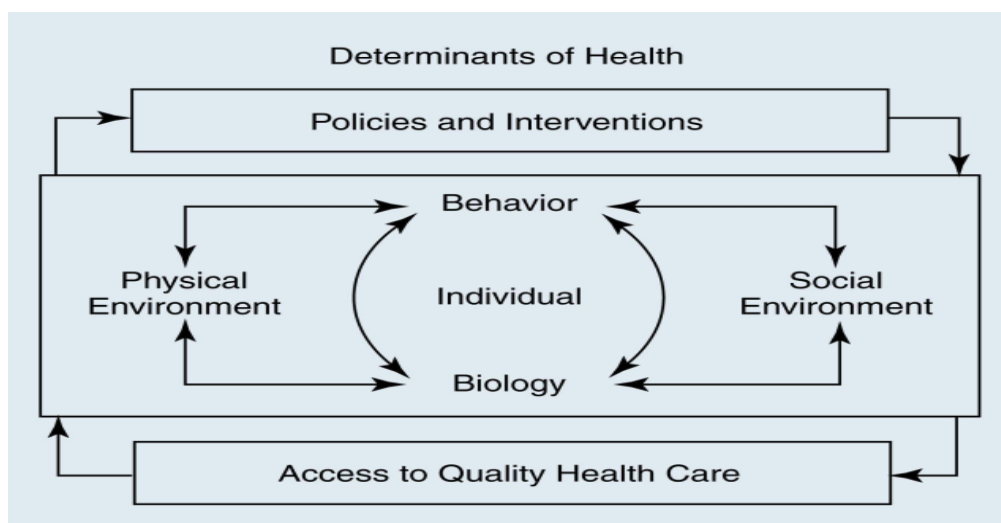 Determinants of Health
Policies and Interventions
Behavior
Physical
Environment
Individual
Social
Environment
Biology
Access to Quality Health Care